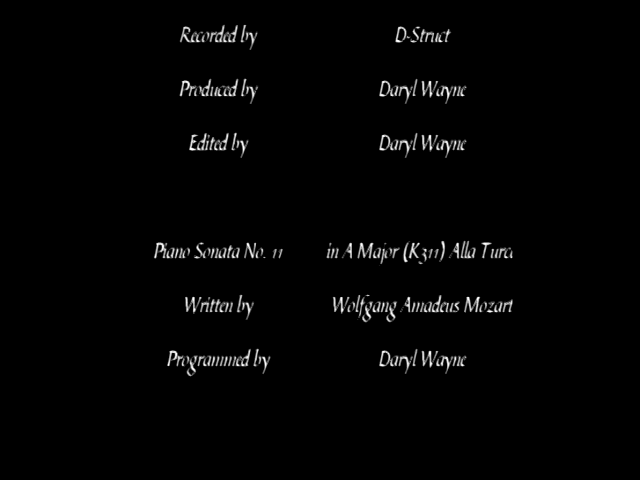 Recorded by D-Struct
Produced by Daryl Wayne
Edited by Daryl Wayne
Piano Sonata No. 11 in A Major (K311) Alla Turc
Written by Wolfgang Amadeus Mozart
Programmed by Daryl Wayne